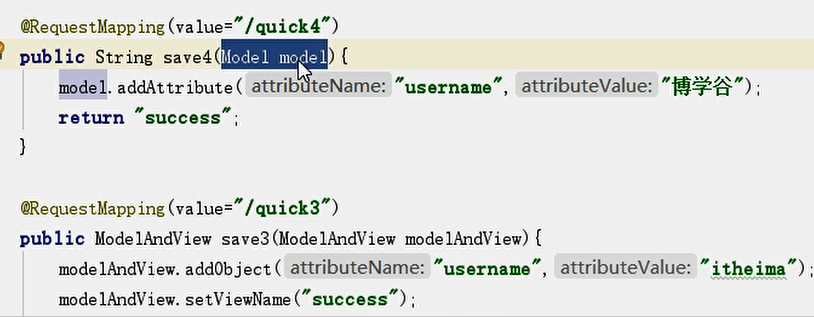 @RequestMapping(value="/quick4")
public String save4(Model model){
model.addAttribute( attributeName: "username", attributeValue: "博学谷");
return "success";
}
@RequestMapping(value="/quick3")
public ModelAndView save3(ModelAndView modelAndView){
modelAndView.addObject( attributeName: "username", attributeValue: "itheima");
modelAndView.setViewName("success");